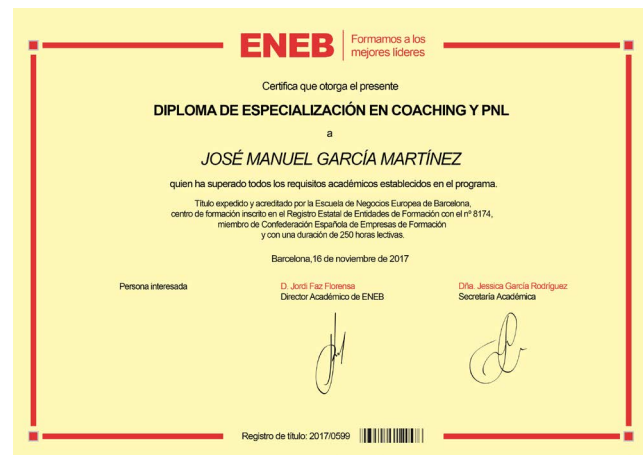 ENEB
Formamos a los
mejores líderes
Certifica que otorga el presente
DIPLOMA DE ESPECIALIZACIÓN EN COACHING Y PNL
a
JOSÉ MANUEL GARCÍA MARTÍNEZ
quien ha superado todos los requisitos académicos establecidos en el programa.
Título expedido y acreditado por la Escuela de Negocios Europea de Barcelona,
centro de formación inscrito en el Registro Estatal de Entidades de Formación con el nº 8174,
miembro de Confederación Española de Empresas de Formación
y con una duración de 250 horas lectivas.
Barcelona,16 de noviembre de 2017
Persona interesada
D. Jordi Faz Florensa
Director Académico de ENEB
Dña. Jessica García Rodríguez
Secretaría Académica
Registro de título: 2017/0599